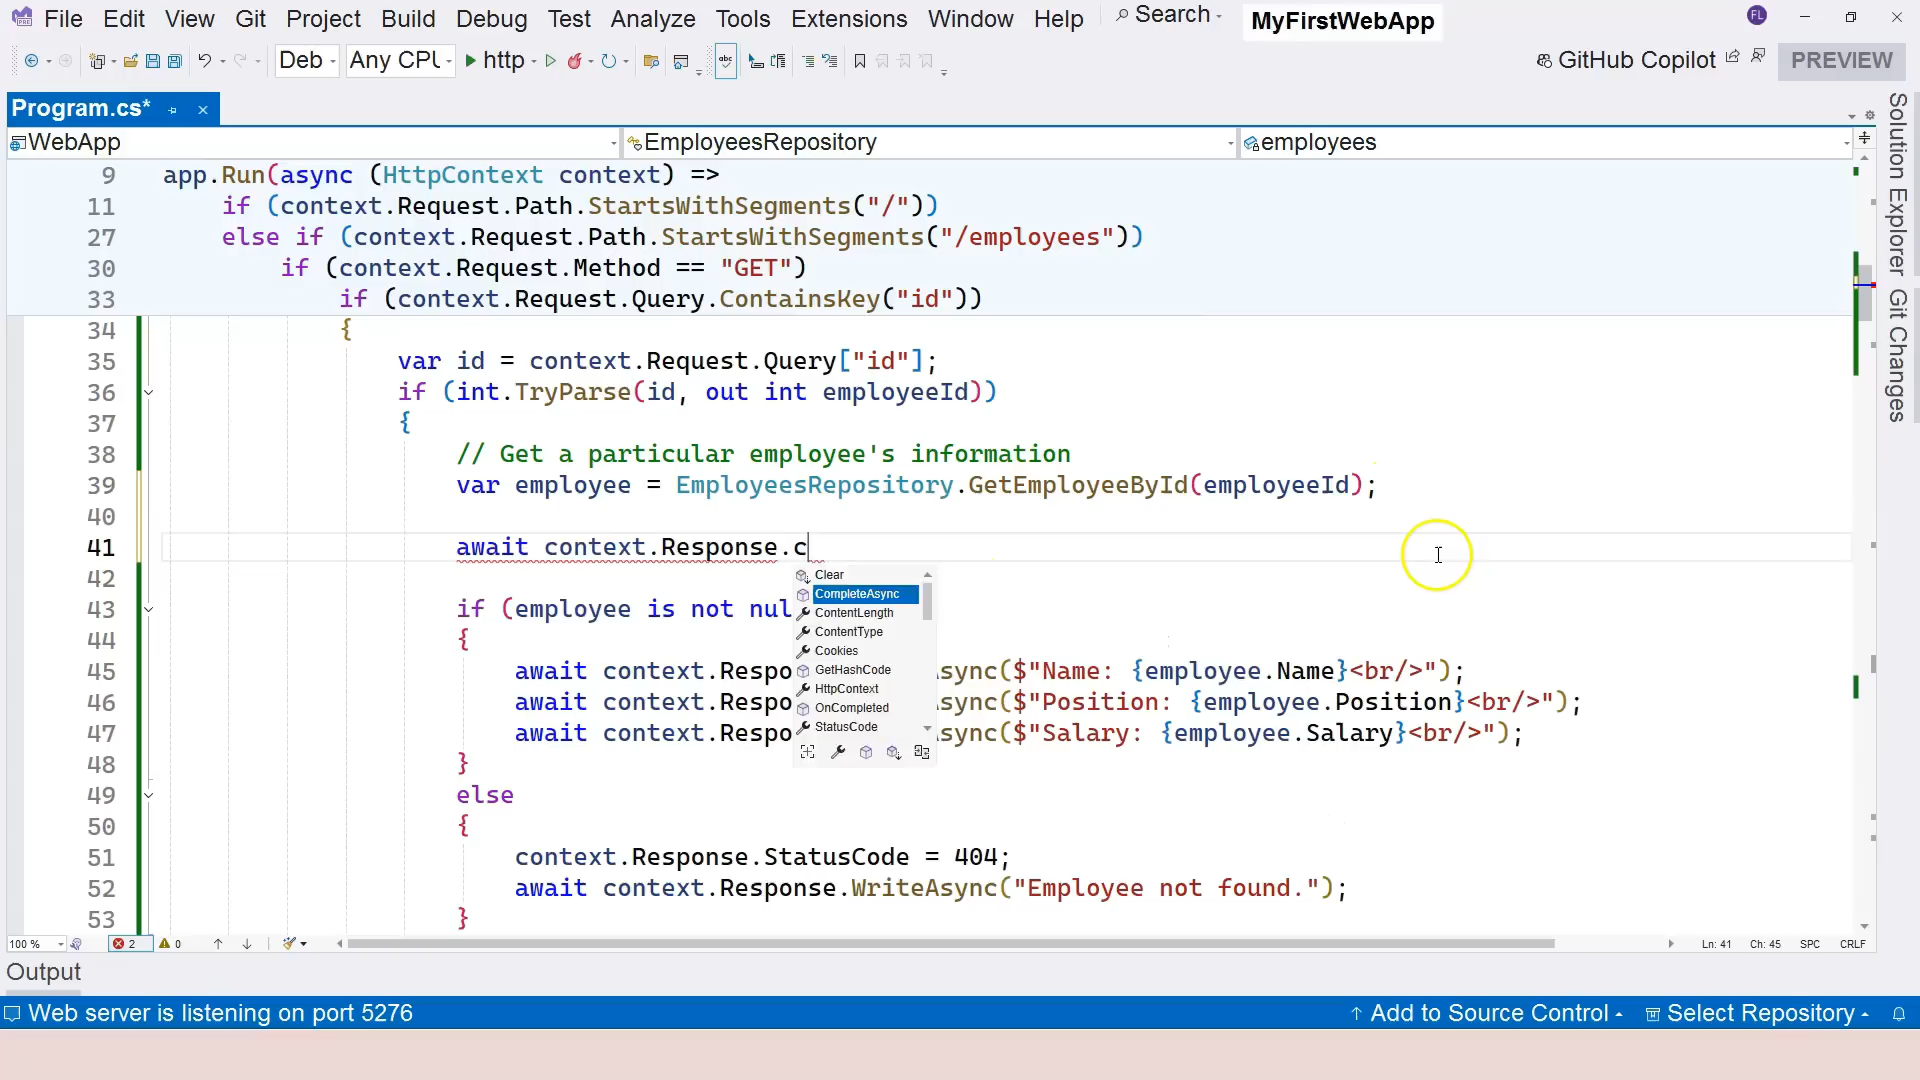 File Edit View Git Project Build Debug Test Analyze Tools Extensions Window Help Search MyFirstWebApp FL
Deb Any CPU http abc GitHub Copilot PREVIEW
Program.cs*
WebApp EmployeesRepository employees
9 app.Run(async (HttpContext context) =>
11 if (context.Request.Path.StartsWithSegments("/"))
27 else if (context.Request.Path.StartsWithSegments("/employees"))
30 if (context.Request.Method == "GET")
33 if (context.Request.Query.ContainsKey("id"))
34 {
35 var id = context.Request.Query["id"];
36 if (int.TryParse(id, out int employeeId))
37 {
38 // Get a particular employee's information
39 var employee = EmployeesRepository.GetEmployeeById(employeeId);
40
41 await context.Response.c
42
43 if (employee is not nul
44 {
45 await context.Respo sync($"Name: {employee.Name}<br/>");
46 await context.Respo sync($"Position: {employee.Position}<br/>");
47 await context.Respo sync($"Salary: {employee.Salary}<br/>");
48 }
49 else
50 {
51 context.Response.StatusCode = 404;
52 await context.Response.WriteAsync("Employee not found.");
53 }
Clear
CompleteAsync
ContentLength
ContentType
Cookies
GetHashCode
HttpContext
OnCompleted
StatusCode
Solution Explorer
Git Changes
100 % 2 0 Ln: 41 Ch: 45 SPC CRLF
Output
Web server is listening on port 5276 Add to Source Control Select Repository